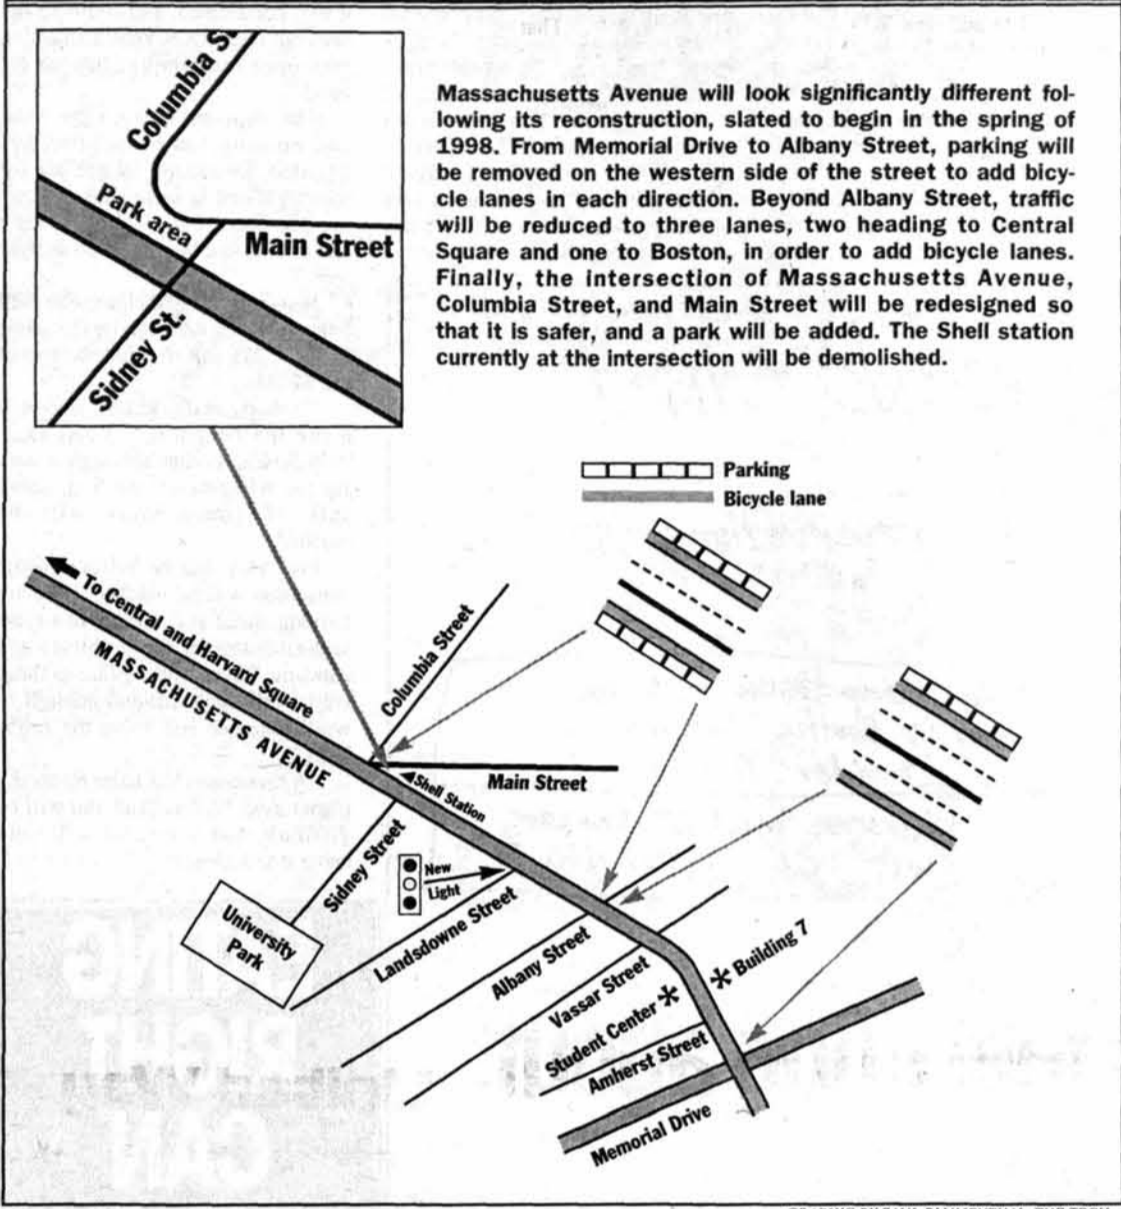 Columbia St.
Park area
Main Street
Sidney St.
Massachusetts Avenue will look significantly different fol-
lowing its reconstruction, slated to begin in the spring of
1998. From Memorial Drive to Albany Street, parking will
be removed on the western side of the street to add bicy-
cle lanes in each direction. Beyond Albany Street, traffic
will be reduced to three lanes, two heading to Central
Square and one to Boston, in order to add bicycle lanes.
Finally, the intersection of Massachusetts Avenue,
Columbia Street, and Main Street will be redesigned so
that it is safer, and a park will be added. The Shell station
currently at the intersection will be demolished.
Parking
Bicycle lane
To Central and Harvard Square
MASSACHUSETTS AVENUE
Columbia Street
Main Street
Shell Station
Sidney Street
New
Light
University
Park
Landsdowne Street
Albany Street
Vassar Street
Building 7
Student Center
Amherst Street
Memorial Drive